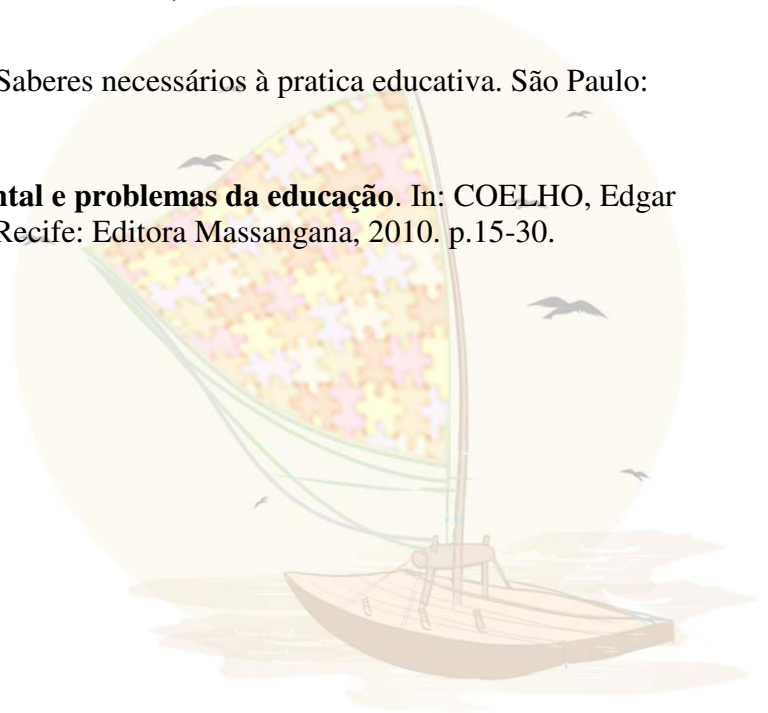 Saberes necessários à pratica educativa. São Paulo:
ntal e problemas da educação. In: COELHO, Edgar
Recife: Editora Massangana, 2010. p.15-30.